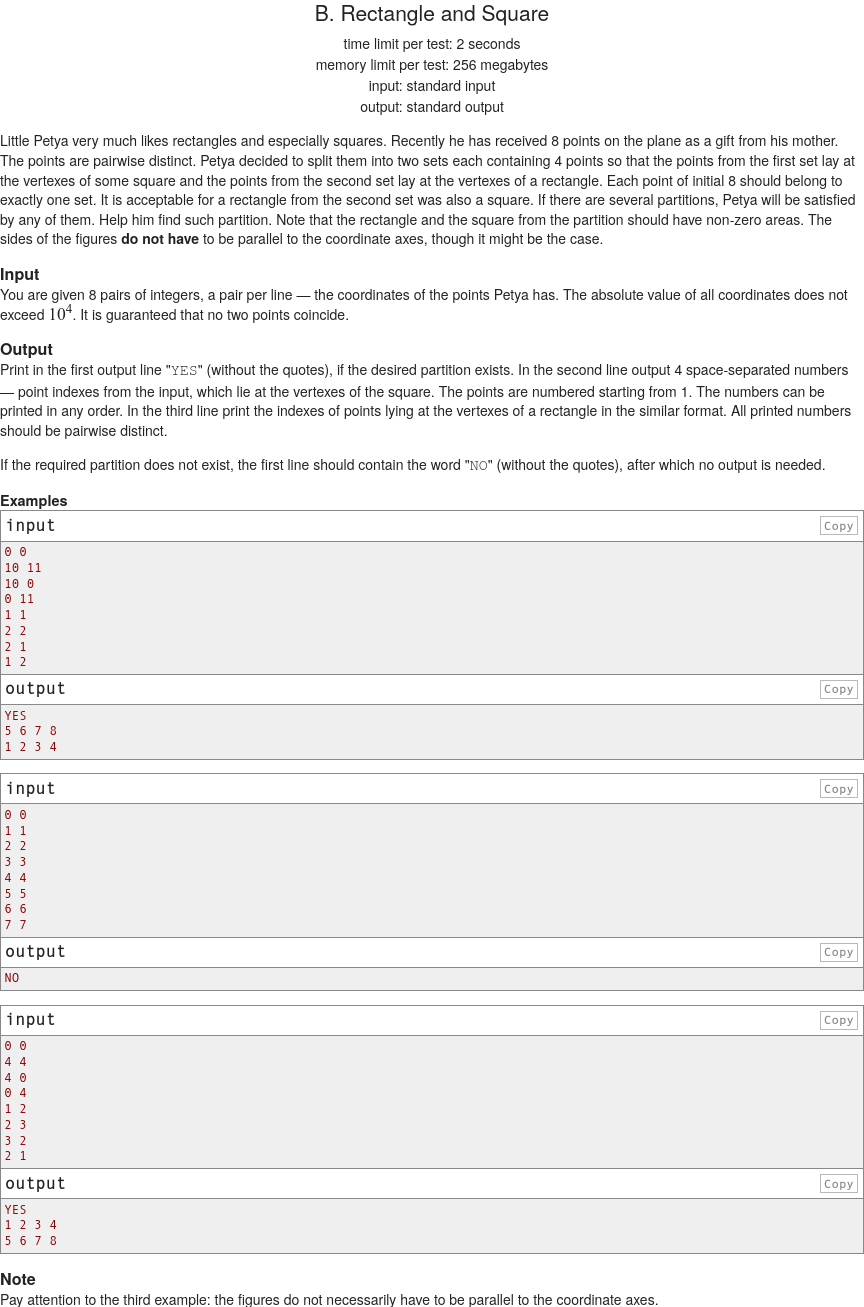 B. Rectangle and Square
time limit per test: 2 seconds
memory limit per test: 256 megabytes
input: standard input
output: standard output
Little Petya very much likes rectangles and especially squares. Recently he has received 8 points on the plane as a gift from his mother.
The points are pairwise distinct. Petya decided to split them into two sets each containing 4 points so that the points from the first set lay at
the vertexes of some square and the points from the second set lay at the vertexes of a rectangle. Each point of initial 8 should belong to
exactly one set. It is acceptable for a rectangle from the second set was also a square. If there are several partitions, Petya will be satisfied
by any of them. Help him find such partition. Note that the rectangle and the square from the partition should have non-zero areas. The
sides of the figures do not have to be parallel to the coordinate axes, though it might be the case.
Input
You are given 8 pairs of integers, a pair per line — the coordinates of the points Petya has. The absolute value of all coordinates does not
exceed 10^4. It is guaranteed that no two points coincide.
Output
Print in the first output line "YES" (without the quotes), if the desired partition exists. In the second line output 4 space-separated numbers
— point indexes from the input, which lie at the vertexes of the square. The points are numbered starting from 1. The numbers can be
printed in any order. In the third line print the indexes of points lying at the vertexes of a rectangle in the similar format. All printed numbers
should be pairwise distinct.
If the required partition does not exist, the first line should contain the word "NO" (without the quotes), after which no output is needed.
Examples
input Copy
0 0
10 11
10 0
0 11
1 1
2 2
2 1
1 2
output Copy
YES
5 6 7 8
1 2 3 4
input Copy
0 0
1 1
2 2
3 3
4 4
5 5
6 6
7 7
output Copy
NO
input Copy
0 0
4 4
4 0
0 4
1 2
2 3
3 2
2 1
output Copy
YES
1 2 3 4
5 6 7 8
Note
Pay attention to the third example: the figures do not necessarily have to be parallel to the coordinate axes.